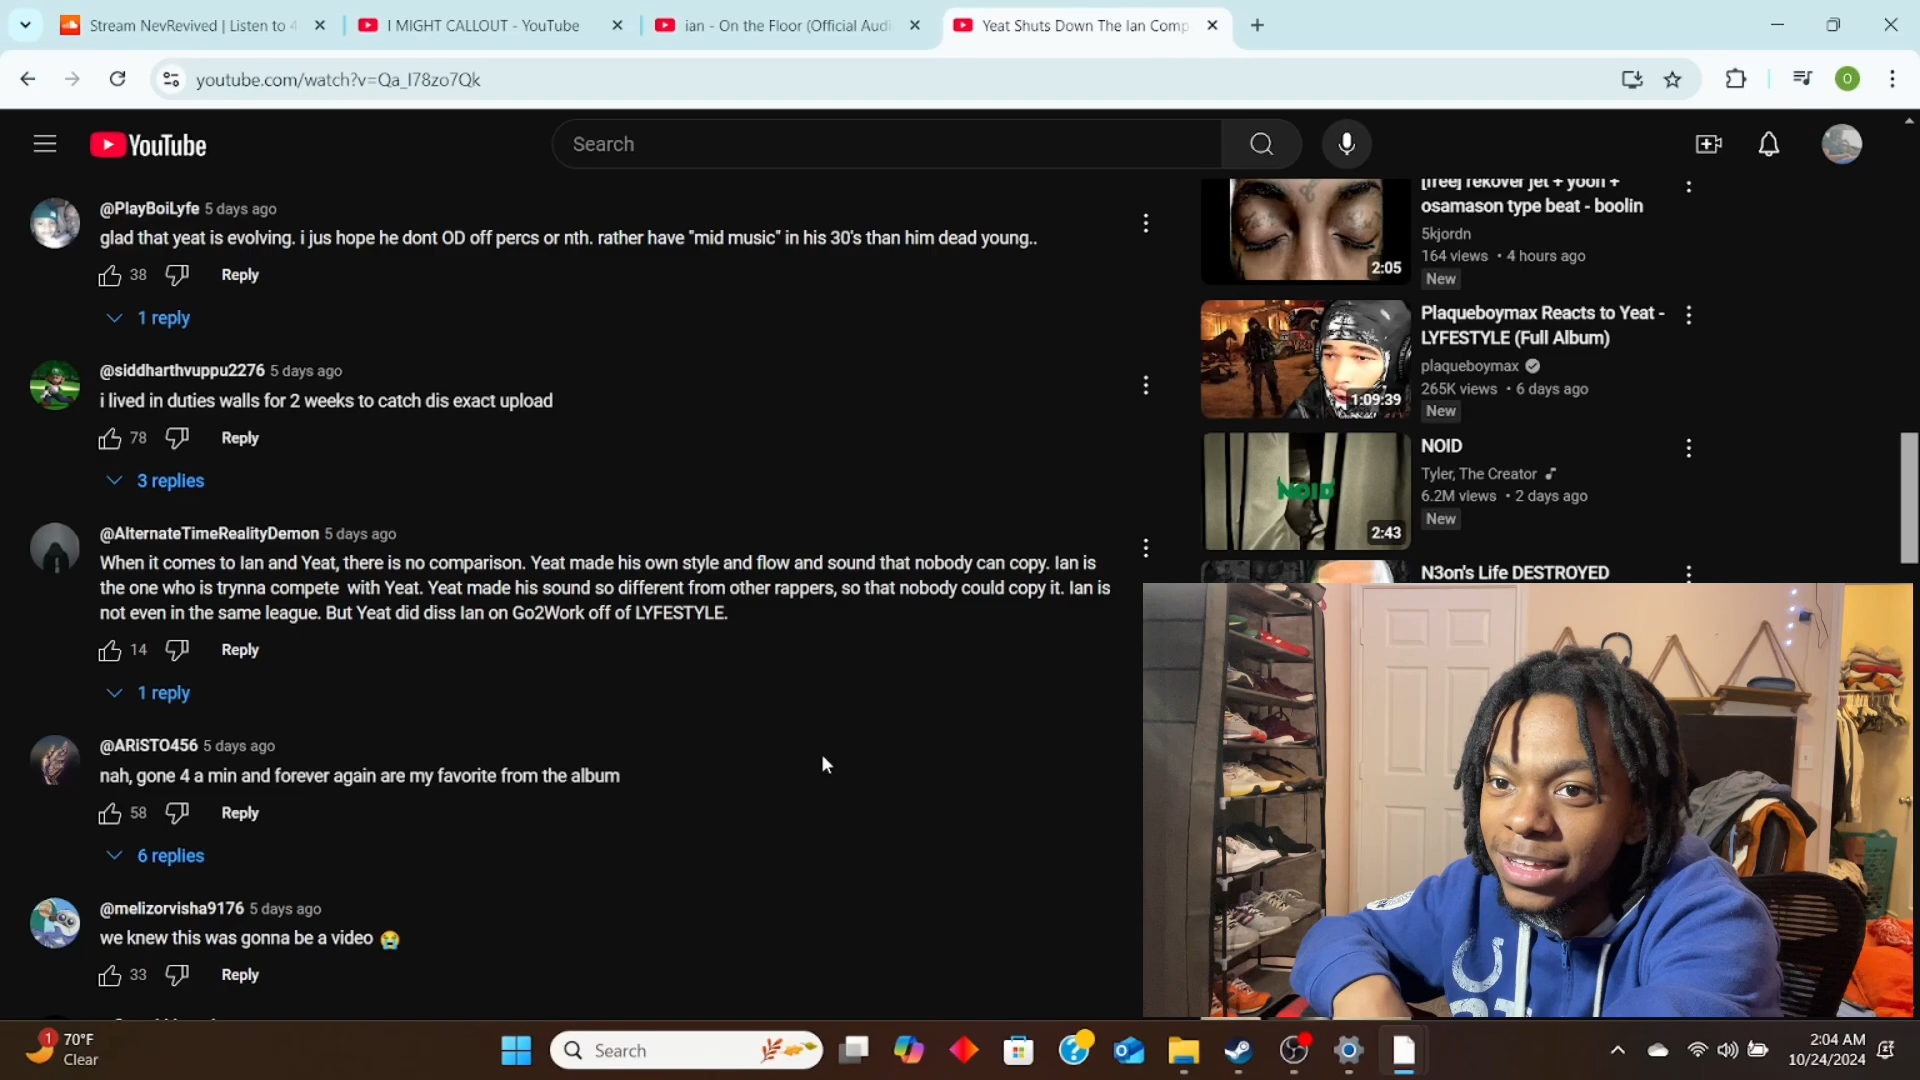 Stream NevRevived | Listen to 4
I MIGHT CALLOUT - YouTube
ian - On the Floor (Official Audi
Yeat Shuts Down The Ian Comp
youtube.com/watch?v=Qa_I78zo7Qk
O
YouTube
Search
@PlayBoiLyfe 5 days ago
glad that yeat is evolving. i jus hope he dont OD off percs or nth. rather have "mid music" in his 30's than him dead young..
38 Reply
1 reply
@siddharthvuppu2276 5 days ago
i lived in duties walls for 2 weeks to catch dis exact upload
78 Reply
3 replies
@AlternateTimeRealityDemon 5 days ago
When it comes to Ian and Yeat, there is no comparison. Yeat made his own style and flow and sound that nobody can copy. Ian is
the one who is trynna compete with Yeat. Yeat made his sound so different from other rappers, so that nobody could copy it. Ian is
not even in the same league. But Yeat did diss Ian on Go2Work off of LYFESTYLE.
14 Reply
1 reply
@ARiSTO456 5 days ago
nah, gone 4 a min and forever again are my favorite from the album
58 Reply
6 replies
@melizorvisha9176 5 days ago
we knew this was gonna be a video 😭
33 Reply
[free] rekover jet + yoon +
osamason type beat - boolin
5kjordn
164 views • 4 hours ago
New
2:05
Plaqueboymax Reacts to Yeat -
LYFESTYLE (Full Album)
plaqueboymax
265K views • 6 days ago
New
1:09:39
NOID
Tyler, The Creator
6.2M views • 2 days ago
New
NOID
2:43
N3on's Life DESTROYED
1
70°F
Clear
Search
2:04 AM
10/24/2024